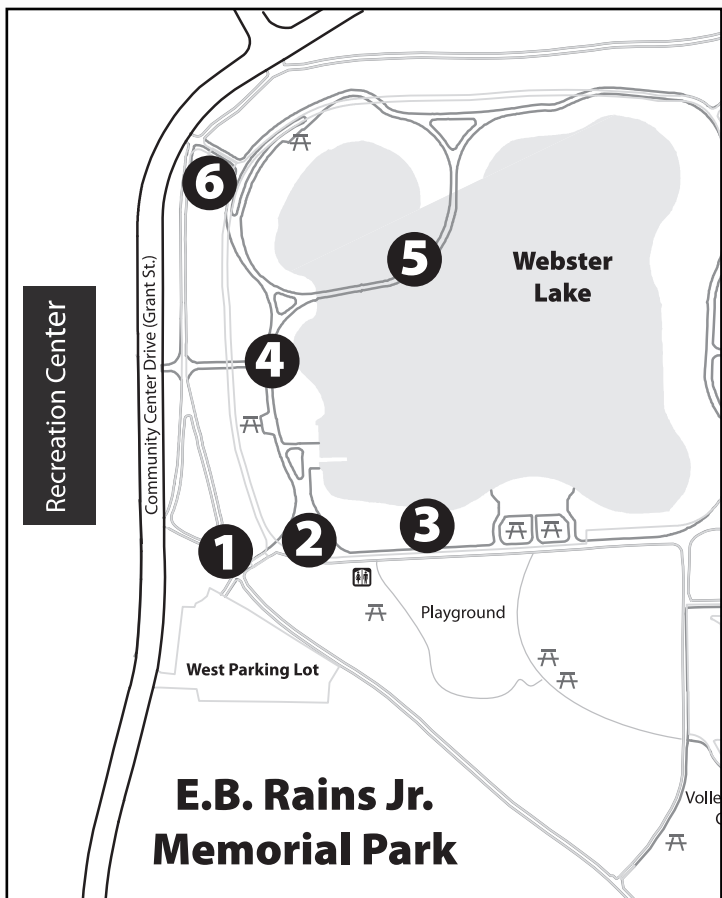 6
5
Webster
Lake
Recreation Center
Community Center Drive (Grant St.)
4
3
2
1
Playground
West Parking Lot
E.B. Rains Jr.
Memorial Park